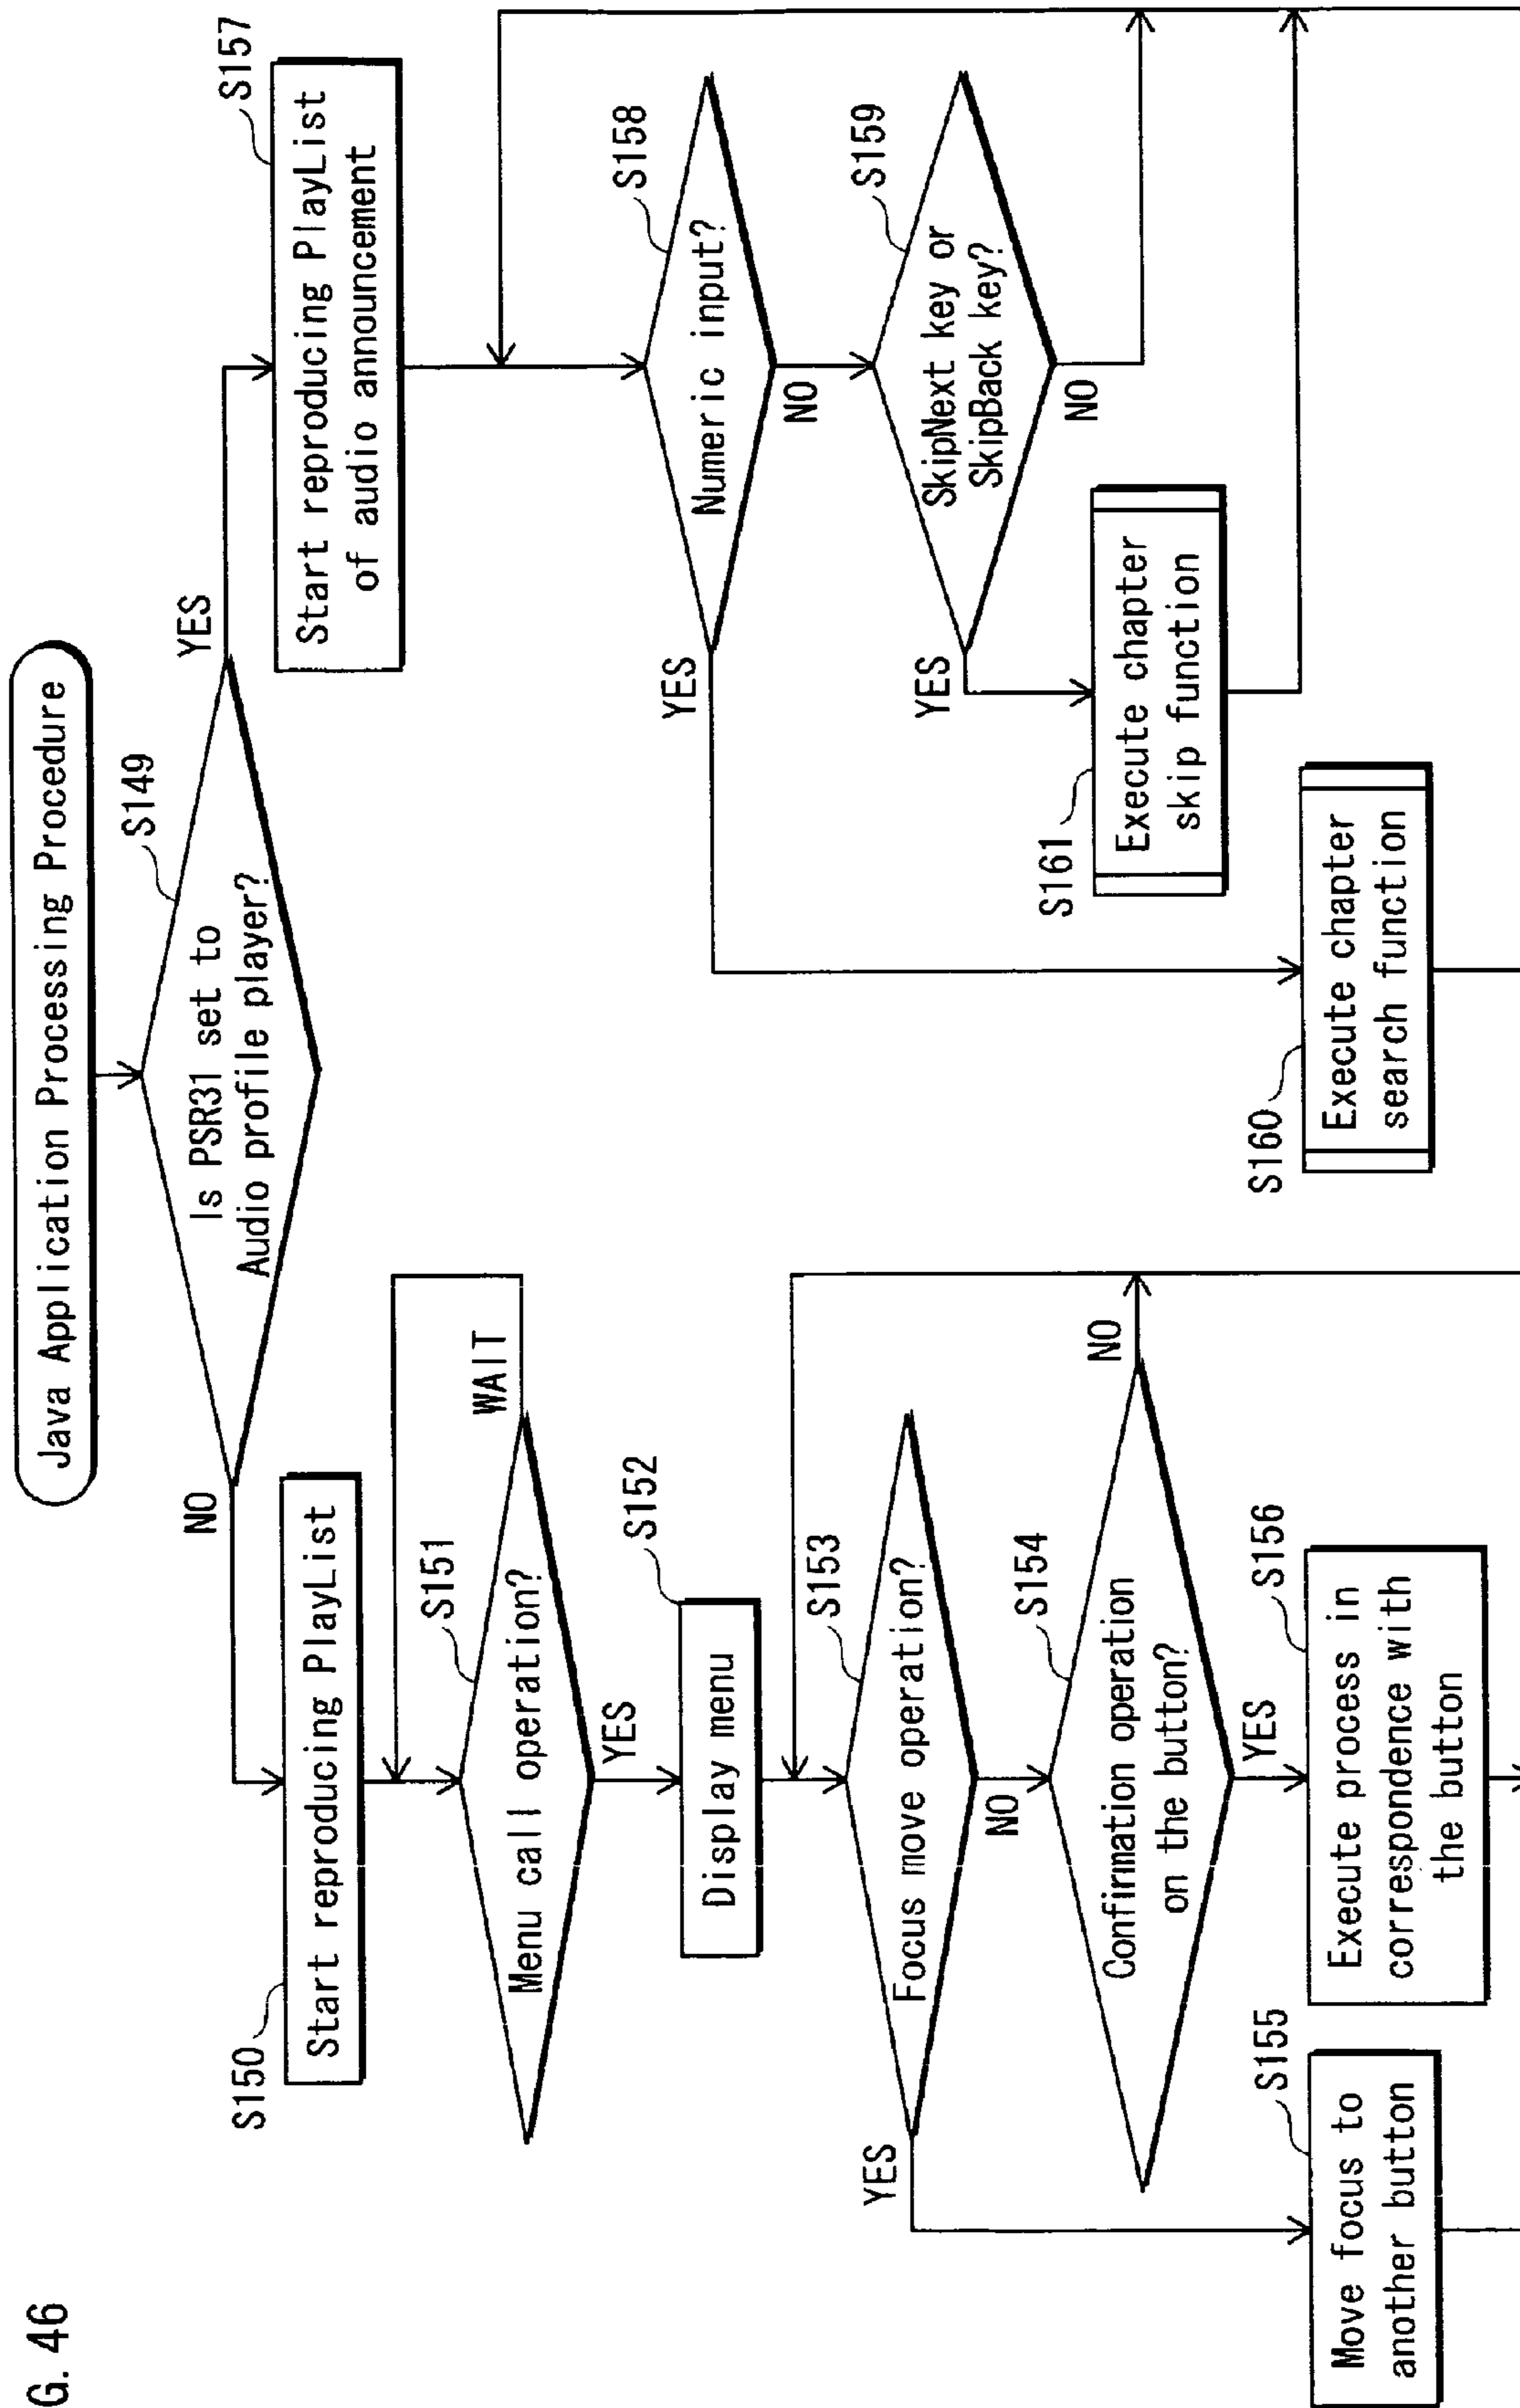 G. 46
Java Application Processing Procedure
S149
Is PSR31 set to
Audio profile player?
NO
YES
S150
Start reproducing PlayList
S151
Menu call operation?
WAIT
YES
S152
Display menu
S153
Focus move operation?
YES
NO
S154
Confirmation operation
on the button?
NO
YES
S155
Move focus to
another button
S156
Execute process in
correspondence with
the button
S157
Start reproducing PlayList
of audio announcement
S158
Numeric input?
YES
NO
S159
SkipNext key or
SkipBack key?
YES
NO
S161
Execute chapter
skip function
S160
Execute chapter
search function